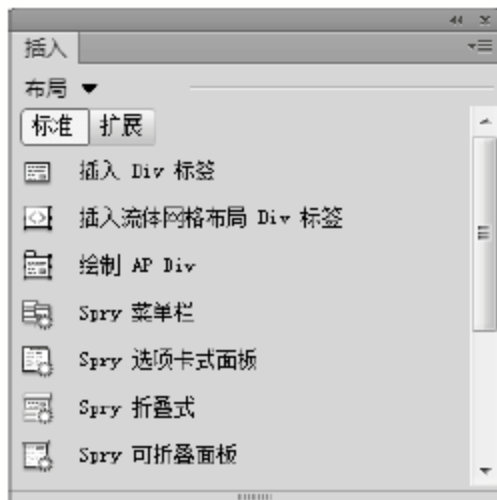 插入
布局
标准 扩展
插入 Div 标签
插入流体网格布局 Div 标签
绘制 AP Div
Spry 菜单栏
Spry 选项卡式面板
Spry 折叠式
Spry 可折叠面板